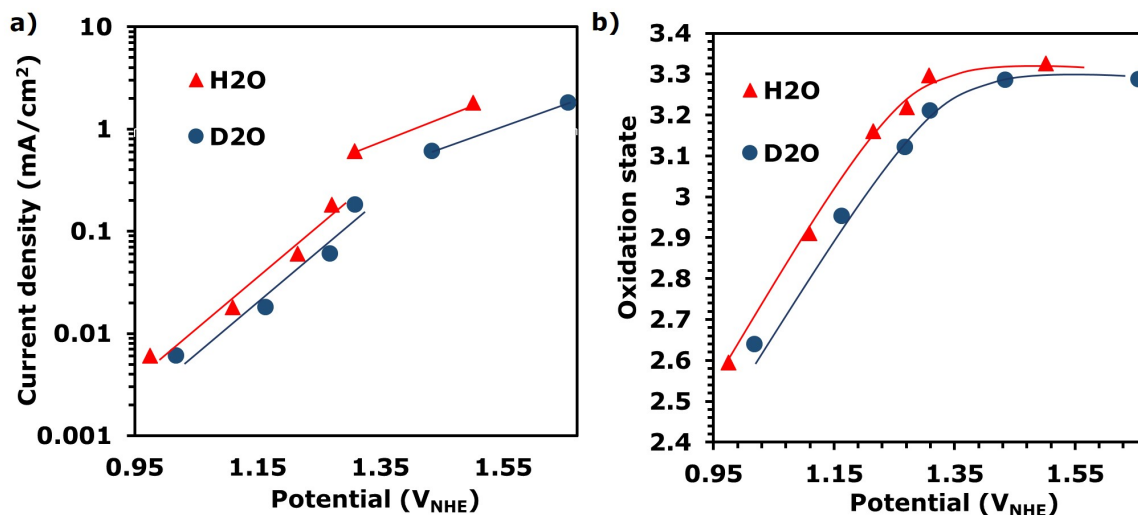 a)
Current density (mA/cm²)
10
1
0.1
0.01
0.001
H2O
D2O
0.95 1.15 1.35 1.55
Potential (VNHE)
b)
Oxidation state
3.4
3.3
3.2
3.1
3
2.9
2.8
2.7
2.6
2.5
2.4
H2O
D2O
0.95 1.15 1.35 1.55
Potential (VNHE)